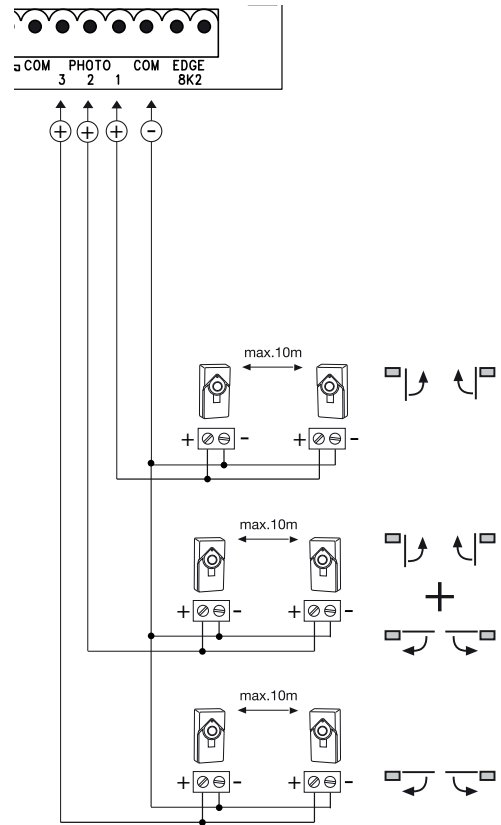 COM PHOTO COM EDGE
3 2 1 8K2
+ + + -
max.10m
+ - + -
max.10m
+ - + -
+
max.10m
+ - + -